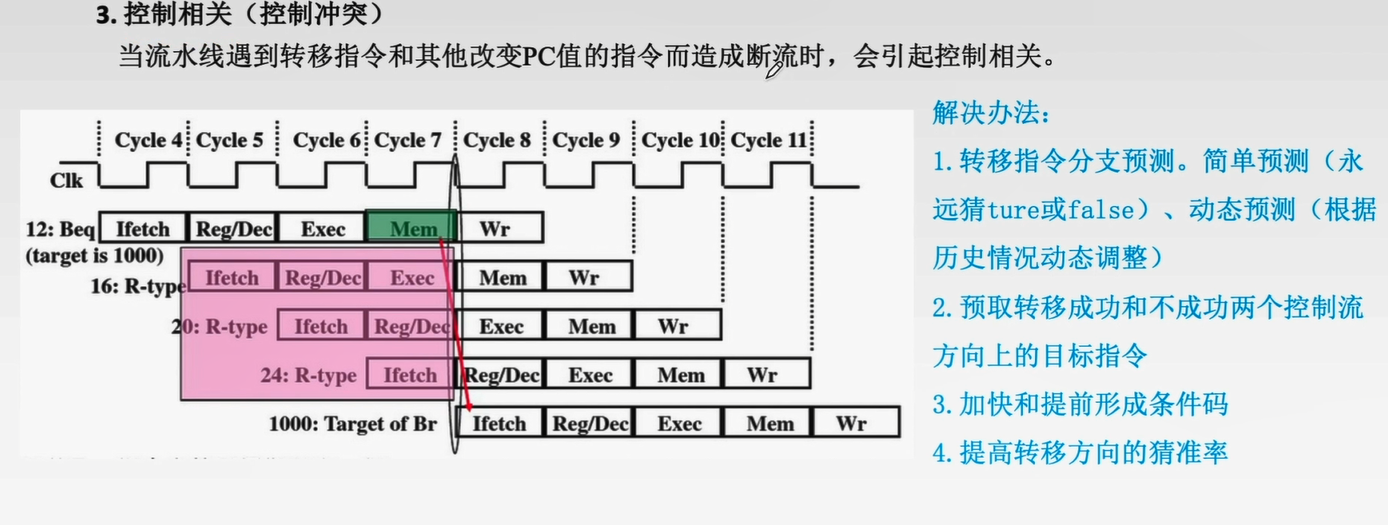 3. 控制相关（控制冲突）
当流水线遇到转移指令和其他改变PC值的指令而造成断流时，会引起控制相关。
Cycle 4 Cycle 5 Cycle 6 Cycle 7 Cycle 8 Cycle 9 Cycle 10 Cycle 11
Clk
12: Beq Ifetch Reg/Dec Exec Mem Wr
(target is 1000)
16: R-type Ifetch Reg/Dec Exec Mem Wr
20: R-type Ifetch Reg/Dec Exec Mem Wr
24: R-type Ifetch Reg/Dec Exec Mem Wr
1000: Target of Br Ifetch Reg/Dec Exec Mem Wr
解决办法：
1.转移指令分支预测。简单预测（永
远猜ture或false）、动态预测（根据
历史情况动态调整）
2.预取转移成功和不成功两个控制流
方向上的目标指令
3.加快和提前形成条件码
4.提高转移方向的猜准率